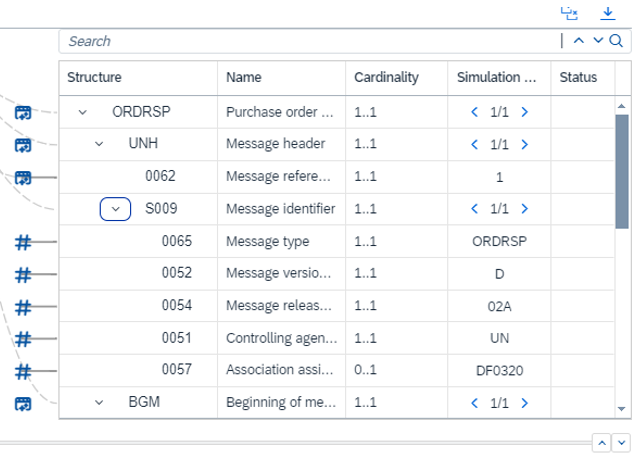 Search
Structure Name Cardinality Simulation ... Status
ORDRSP Purchase order ... 1..1 1/1
UNH Message header 1..1 1/1
0062 Message refere... 1..1 1
S009 Message identifier 1..1 1/1
0065 Message type 1..1 ORDRSP
0052 Message versio... 1..1 D
0054 Message releas... 1..1 02A
0051 Controlling agen... 1..1 UN
0057 Association assi... 0..1 DF0320
BGM Beginning of me... 1..1 1/1